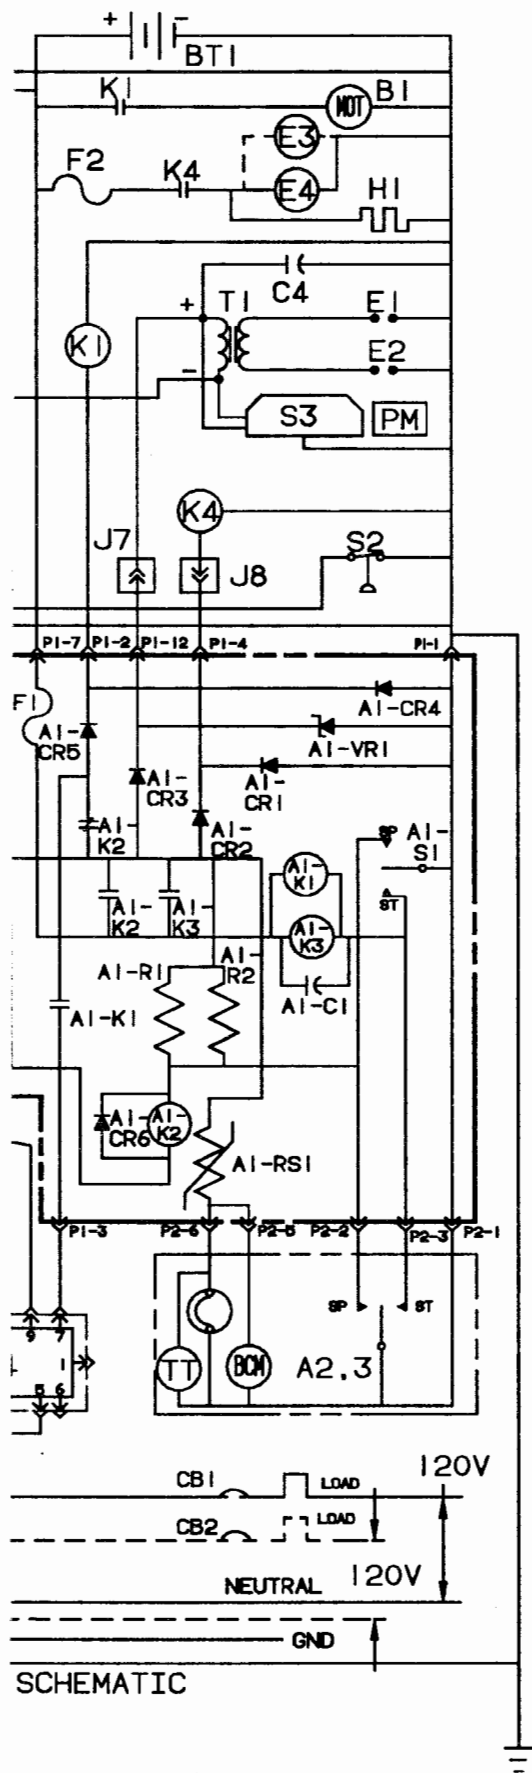 + -
BT1
K1
MOT B1
E3
F2 K4
E4 H1
C4
+ T1 E1
K1
E2
-
S3 PM
K4
J7 S2
J8
P1-7 P1-2 P1-12 P1-4 P1-1
F1 A1-CR4
A1-
CR5 A1-VR1
A1-
CR3 A1-
CR1
A1-
K2 A1-
CR2 SP A1-
S1
A1-
K1
ST
A1-
K2 A1-
K3 A1-
K3
A1-R1 A1-
R2
A1-K1 A1-C1
A1-
CR6 A1-
K2
A1-RS1
P1-3 P2-6 P2-5 P2-2 P2-3 P2-1
SP ST
9 7
TT BCM A2,3
1
5 6
120V
CB1 LOAD
CB2 LOAD
NEUTRAL 120V
GND
SCHEMATIC